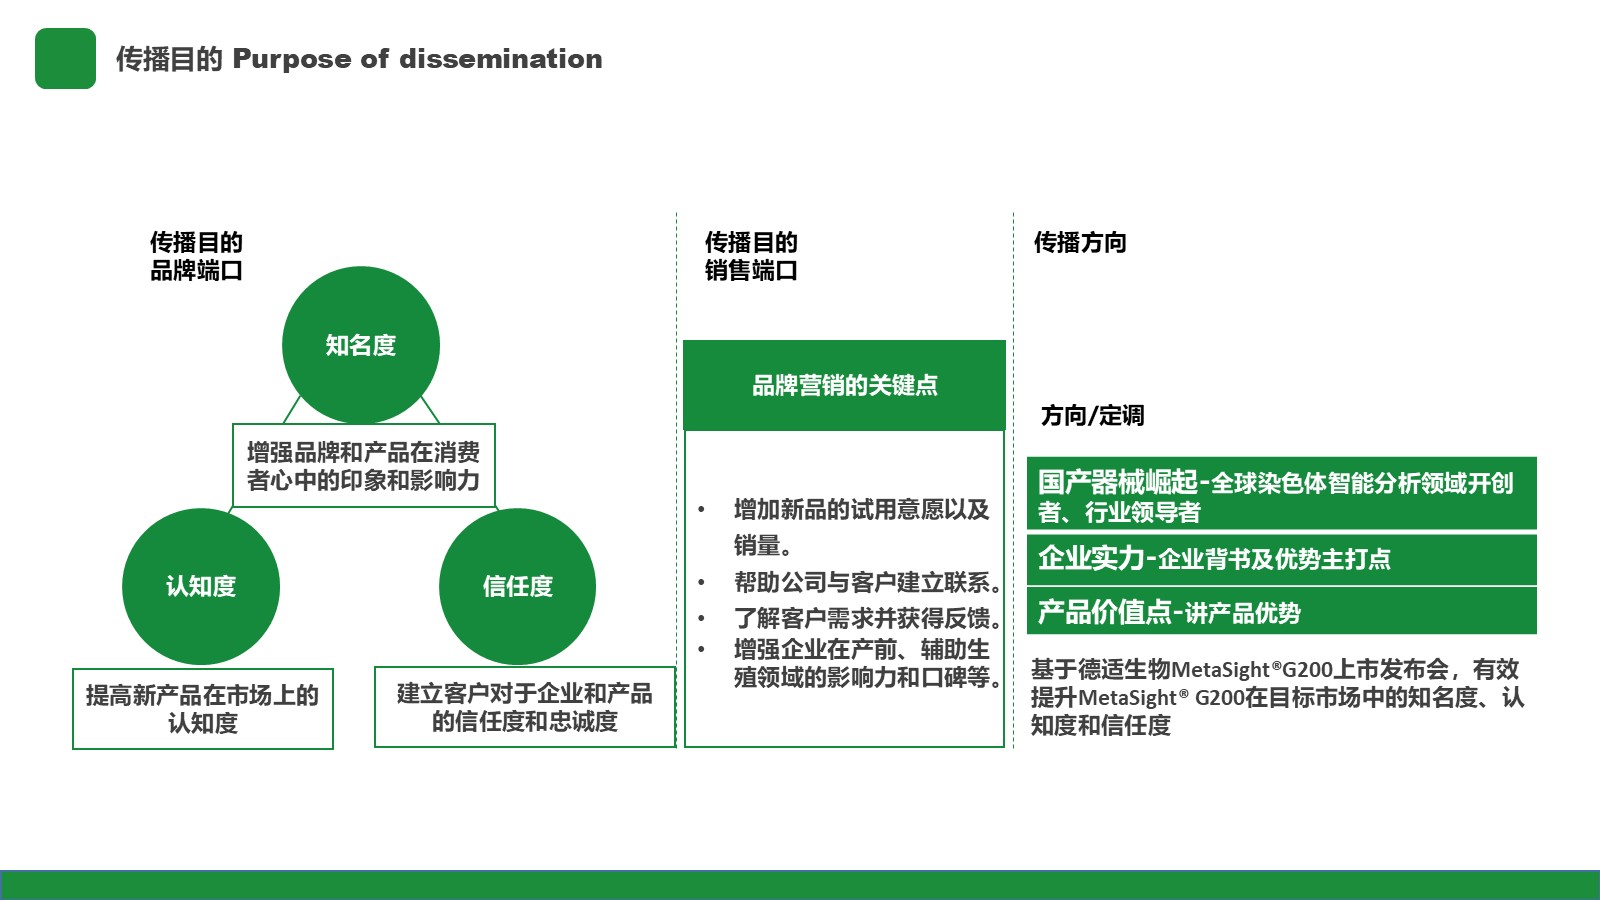 传播目的 Purpose of dissemination
传播目的
品牌端口
知名度
增强品牌和产品在消费
者心中的印象和影响力
认知度
信任度
提高新产品在市场上的
认知度
建立客户对于企业和产品
的信任度和忠诚度
传播目的
销售端口
品牌营销的关键点
• 增加新品的试用意愿以及
销量。
• 帮助公司与客户建立联系。
• 了解客户需求并获得反馈。
• 增强企业在产前、辅助生
殖领域的影响力和口碑等。
传播方向
方向/定调
国产器械崛起-全球染色体智能分析领域开创
者、行业领导者
企业实力-企业背书及优势主打点
产品价值点-讲产品优势
基于德适生物MetaSight®G200上市发布会，有效
提升MetaSight® G200在目标市场中的知名度、认
知度和信任度